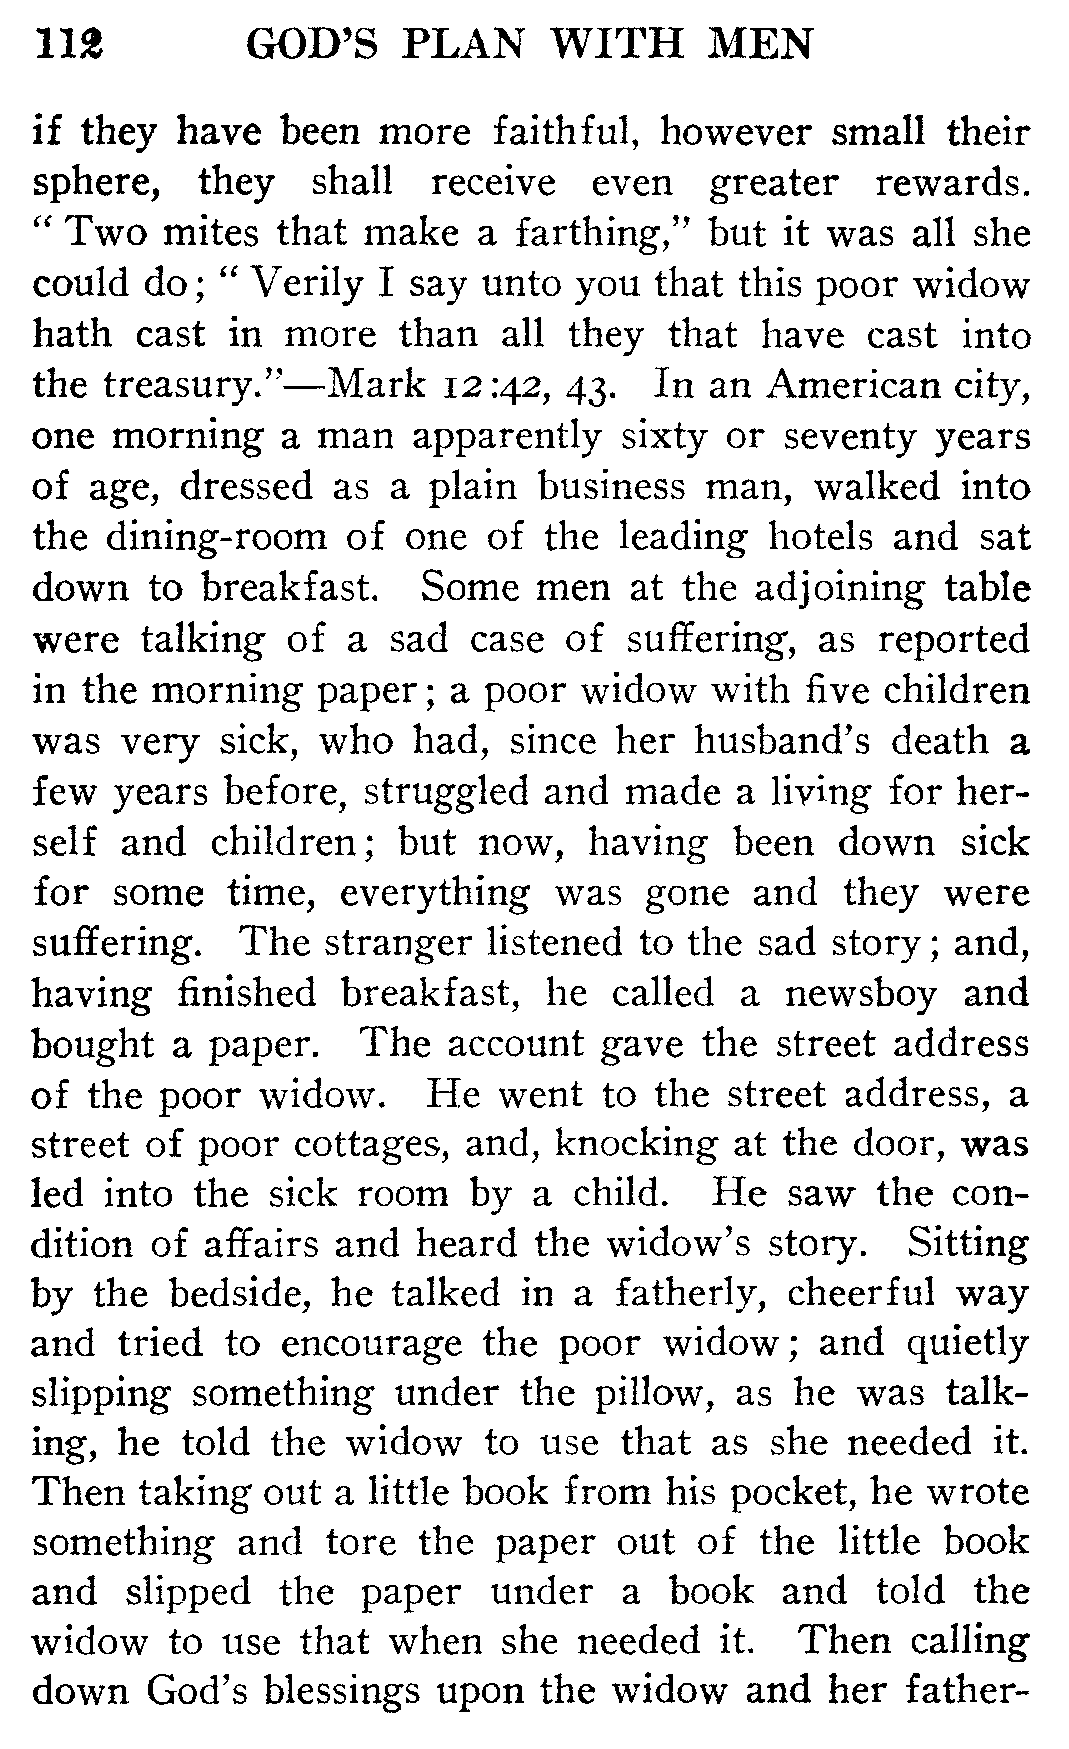 112 GOD'S PLAN WITH MEN
if they have been more faithful, however small their
sphere, they shall receive even greater rewards.
“ Two mites that make a farthing,” but it was all she
could do; “ Verily I say unto you that this poor widow
hath cast in more than all they that have cast into
the treasury.”—Mark 12:42, 43. In an American city,
one morning a man apparently sixty or seventy years
of age, dressed as a plain business man, walked into
the dining-room of one of the leading hotels and sat
down to breakfast. Some men at the adjoining table
were talking of a sad case of suffering, as reported
in the morning paper; a poor widow with five children
was very sick, who had, since her husband's death a
few years before, struggled and made a living for her-
self and children; but now, having been down sick
for some time, everything was gone and they were
suffering. The stranger listened to the sad story; and,
having finished breakfast, he called a newsboy and
bought a paper. The account gave the street address
of the poor widow. He went to the street address, a
street of poor cottages, and, knocking at the door, was
led into the sick room by a child. He saw the con-
dition of affairs and heard the widow's story. Sitting
by the bedside, he talked in a fatherly, cheerful way
and tried to encourage the poor widow; and quietly
slipping something under the pillow, as he was talk-
ing, he told the widow to use that as she needed it.
Then taking out a little book from his pocket, he wrote
something and tore the paper out of the little book
and slipped the paper under a book and told the
widow to use that when she needed it. Then calling
down God's blessings upon the widow and her father-